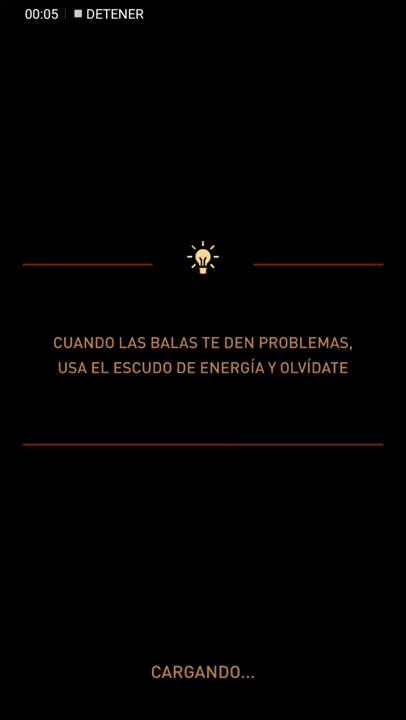 00:05 DETENER
CUANDO LAS BALAS TE DEN PROBLEMAS,
USA EL ESCUDO DE ENERGÍA Y OLVÍDATE
CARGANDO...